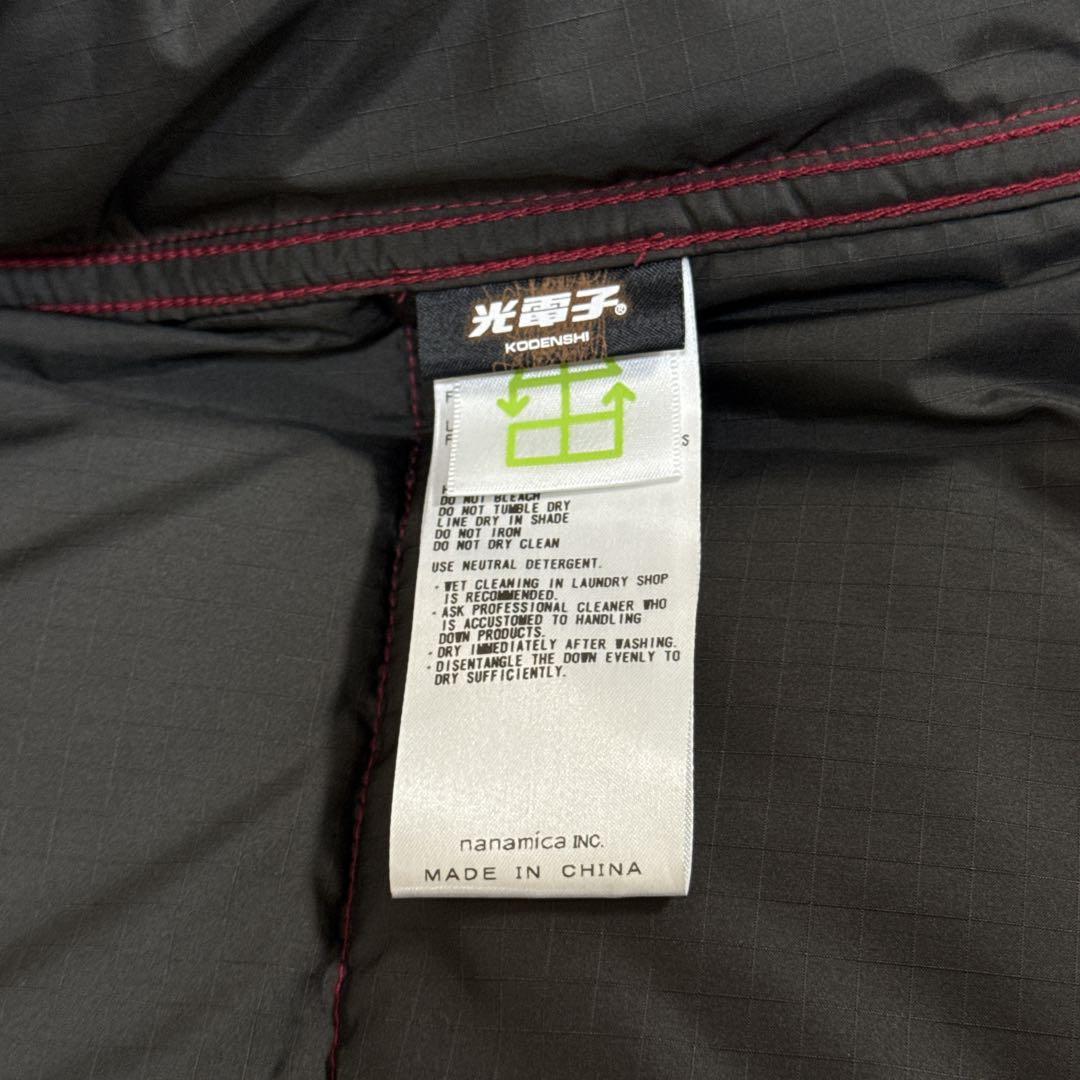 光電子®
KODENSHI
DO NOT BLEACH
DO NOT TUMBLE DRY
LINE DRY IN SHADE
DO NOT IRON
DO NOT DRY CLEAN
USE NEUTRAL DETERGENT.
・WET CLEANING IN LAUNDRY SHOP
IS RECOMMENDED.
・ASK PROFESSIONAL CLEANER WHO
IS ACCUSTOMED TO HANDLING
DOWN PRODUCTS.
・DRY IMMEDIATELY AFTER WASHING.
・DISENTANGLE THE DOWN EVENLY TO
DRY SUFFICIENTLY.
nanamica INC.
MADE IN CHINA